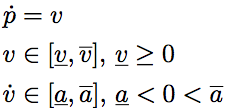 ṗ = v
v ∈ [v̲, v̅], v̲ ≥ 0
v̇ ∈ [a̲, a̅], a̲ < 0 < a̅